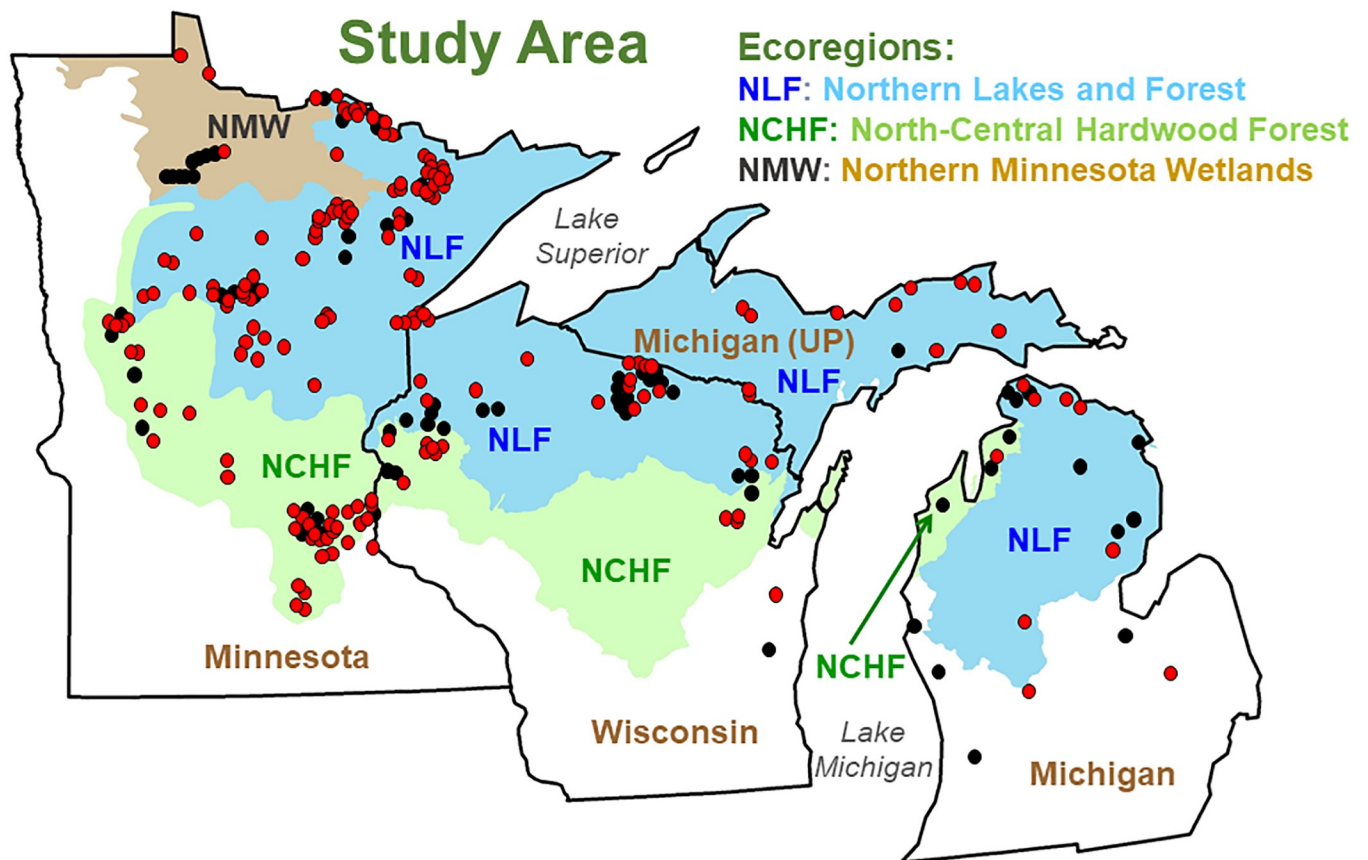 Study Area
Ecoregions:
NLF: Northern Lakes and Forest
NCHF: North-Central Hardwood Forest
NMW: Northern Minnesota Wetlands
NMW
Lake
Superior
NLF
Michigan (UP)
NLF
NLF
NCHF
NLF
NCHF
Minnesota
NCHF
Wisconsin
Lake
Michigan
Michigan